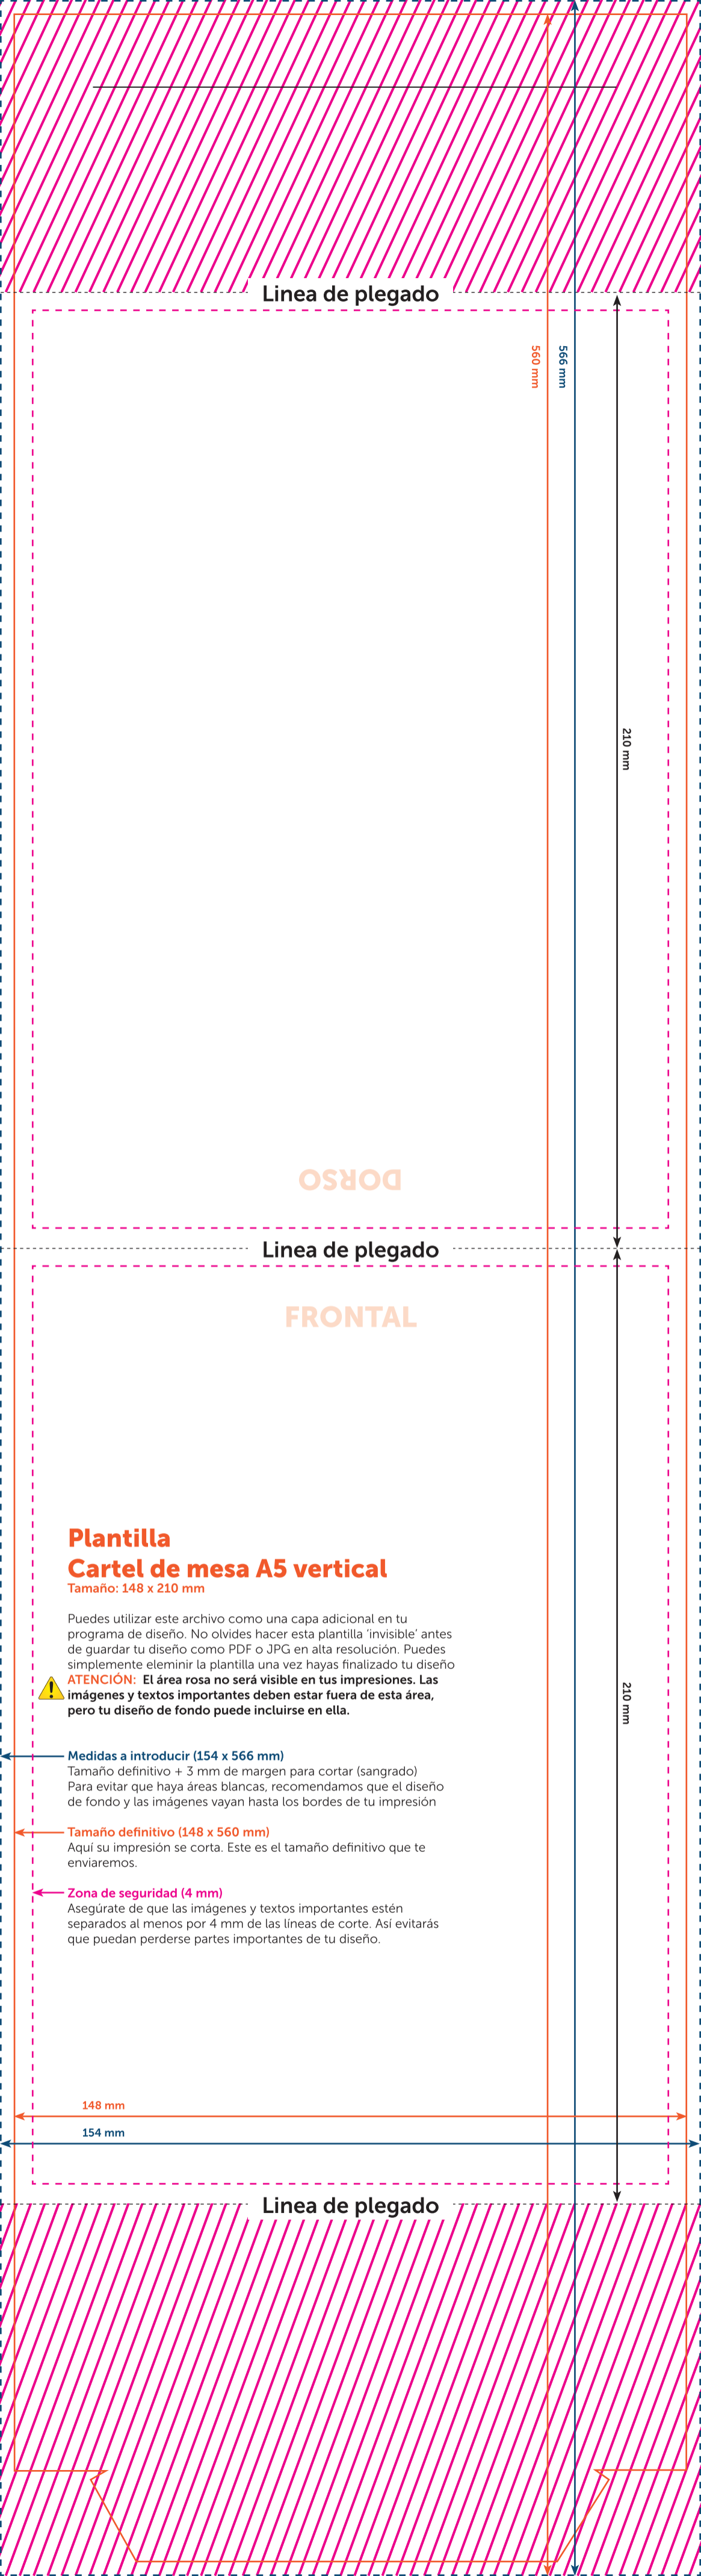 Linea de plegado
560 mm
566 mm
210 mm
DORSO
Linea de plegado
FRONTAL
Plantilla
Cartel de mesa A5 vertical
Tamaño: 148 x 210 mm
Puedes utilizar este archivo como una capa adicional en tu
programa de diseño. No olvides hacer esta plantilla ‘invisible’ antes
de guardar tu diseño como PDF o JPG en alta resolución. Puedes
simplemente eleminir la plantilla una vez hayas finalizado tu diseño
ATENCIÓN: El área rosa no será visible en tus impresiones. Las
imágenes y textos importantes deben estar fuera de esta área,
pero tu diseño de fondo puede incluirse en ella.
210 mm
Medidas a introducir (154 x 566 mm)
Tamaño definitivo + 3 mm de margen para cortar (sangrado)
Para evitar que haya áreas blancas, recomendamos que el diseño
de fondo y las imágenes vayan hasta los bordes de tu impresión
Tamaño definitivo (148 x 560 mm)
Aquí su impresión se corta. Este es el tamaño definitivo que te
enviaremos.
Zona de seguridad (4 mm)
Asegúrate de que las imágenes y textos importantes estén
separados al menos por 4 mm de las líneas de corte. Así evitarás
que puedan perderse partes importantes de tu diseño.
148 mm
154 mm
Linea de plegado